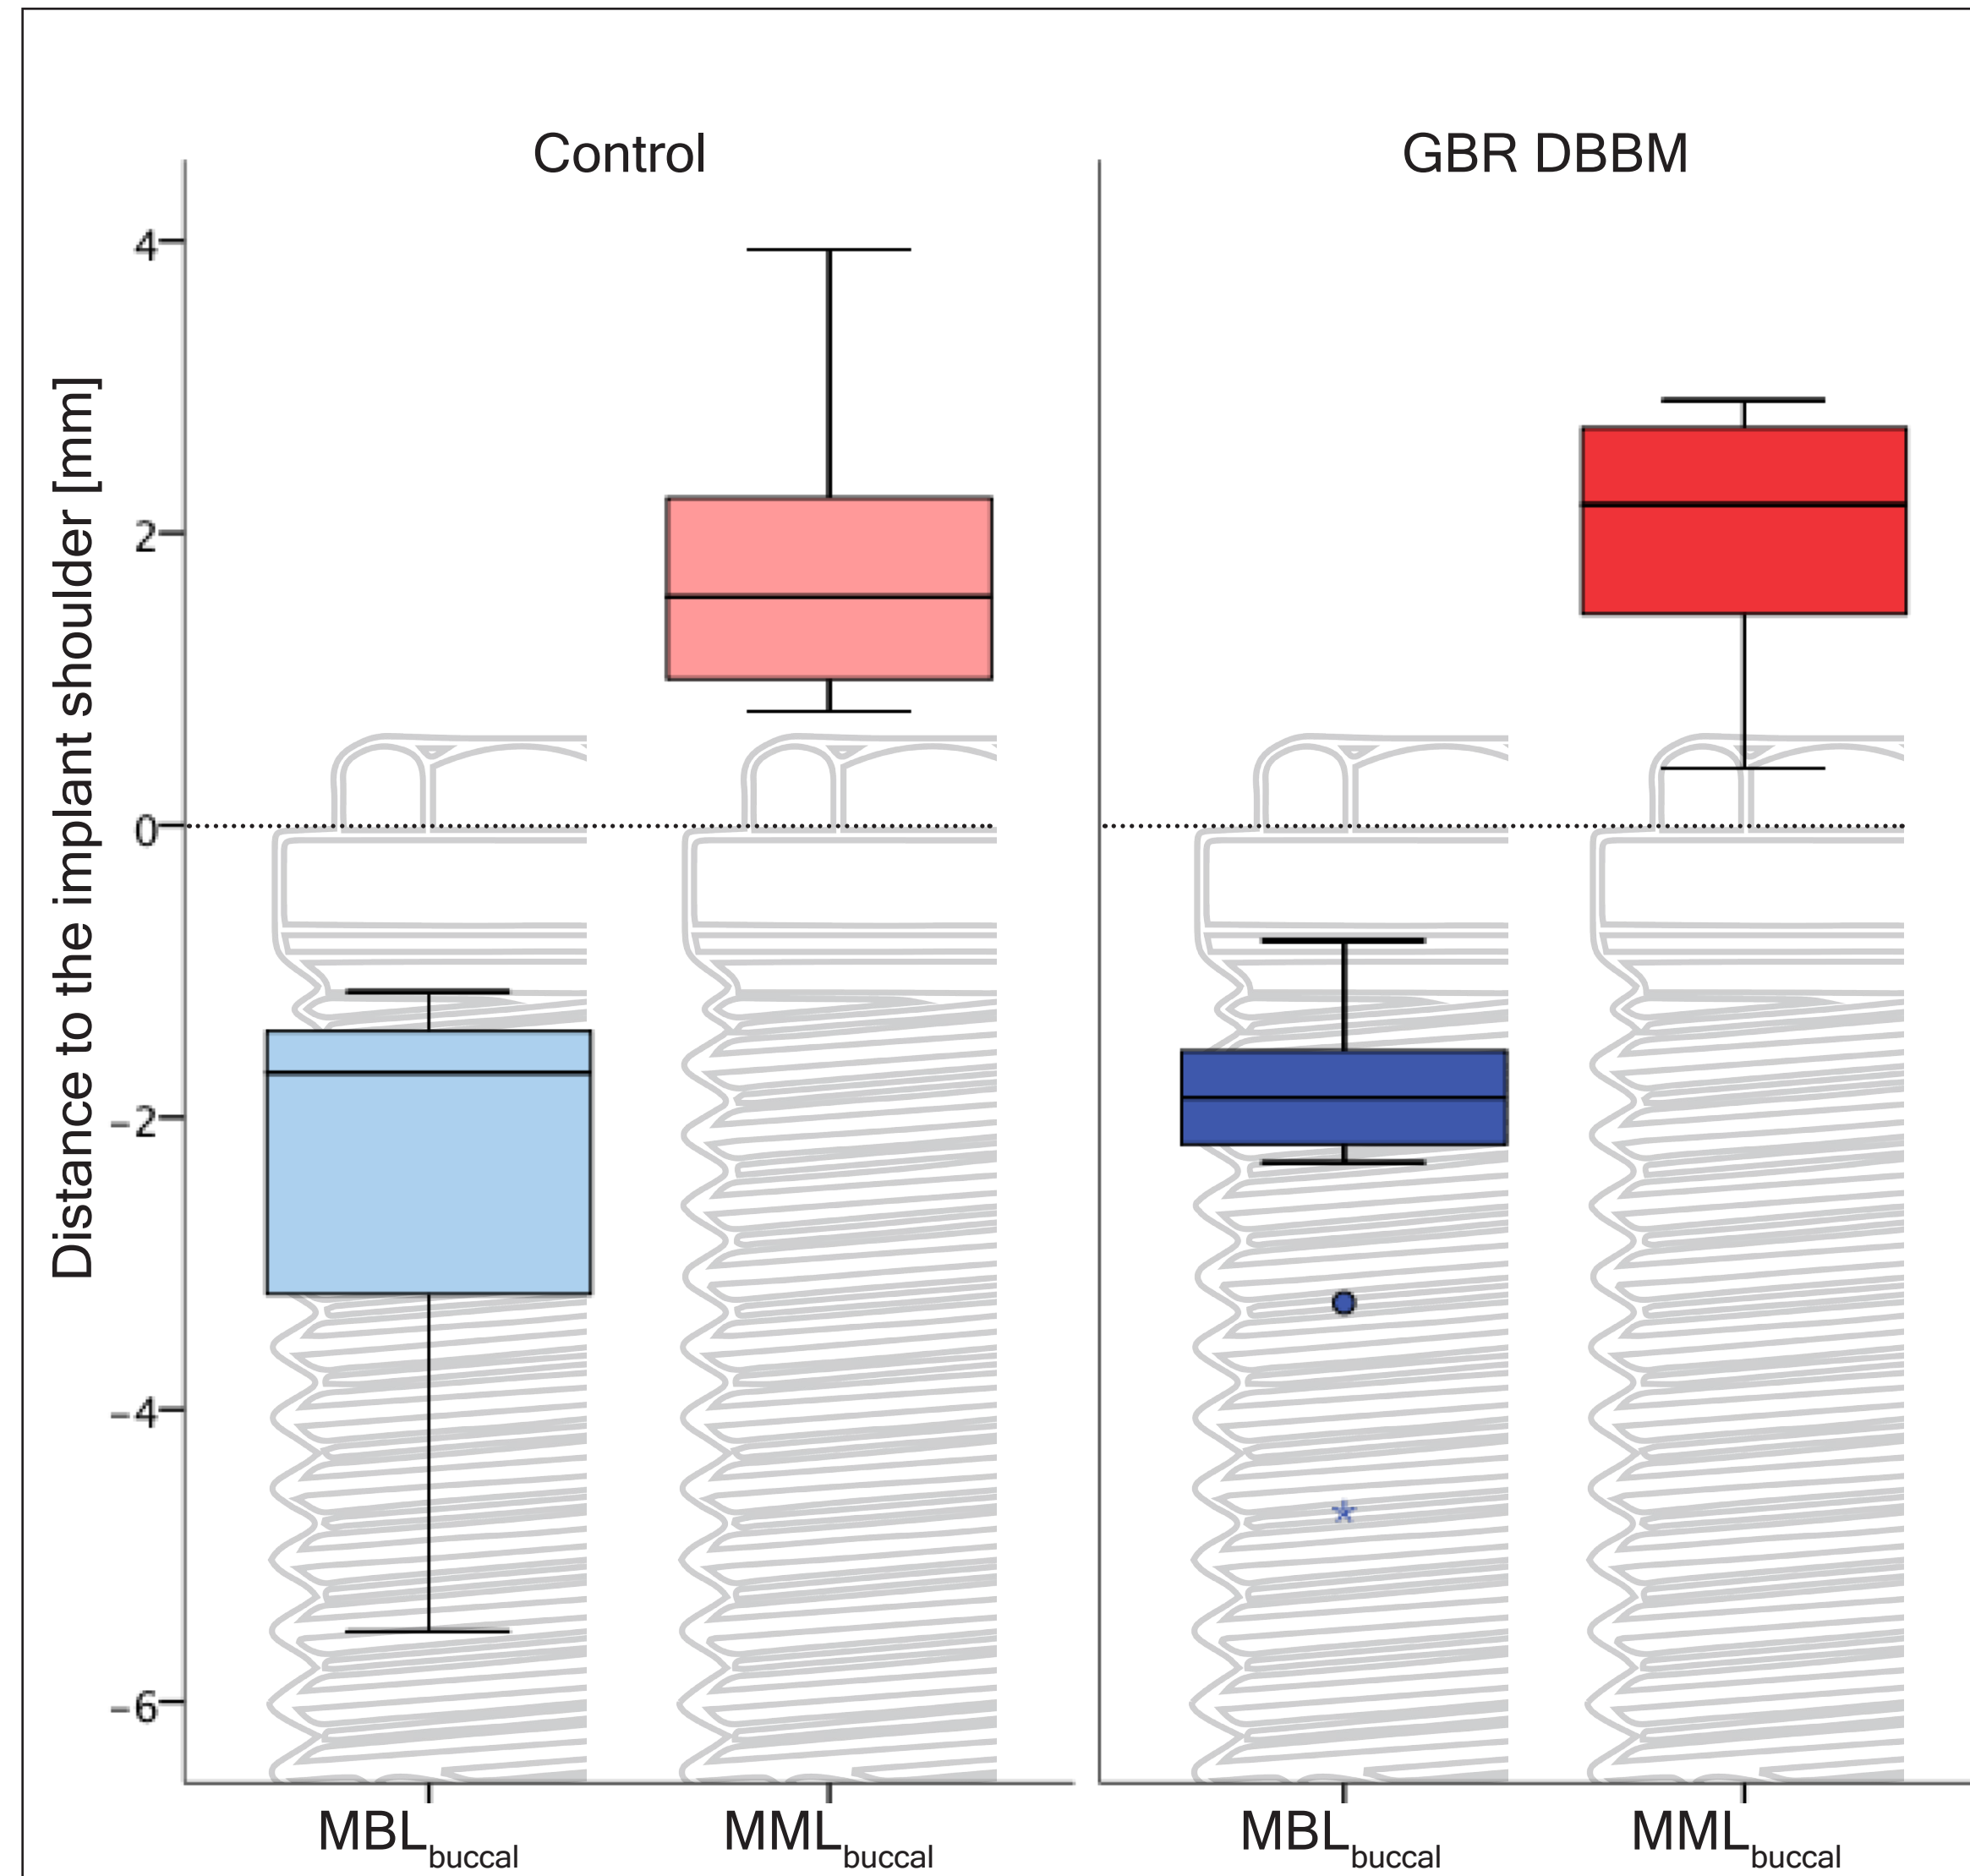 Control
GBR DBBM
Distance to the implant shoulder [mm]
4
2
0
–2
–4
–6
MBLbuccal
MMLbuccal
MBLbuccal
MMLbuccal